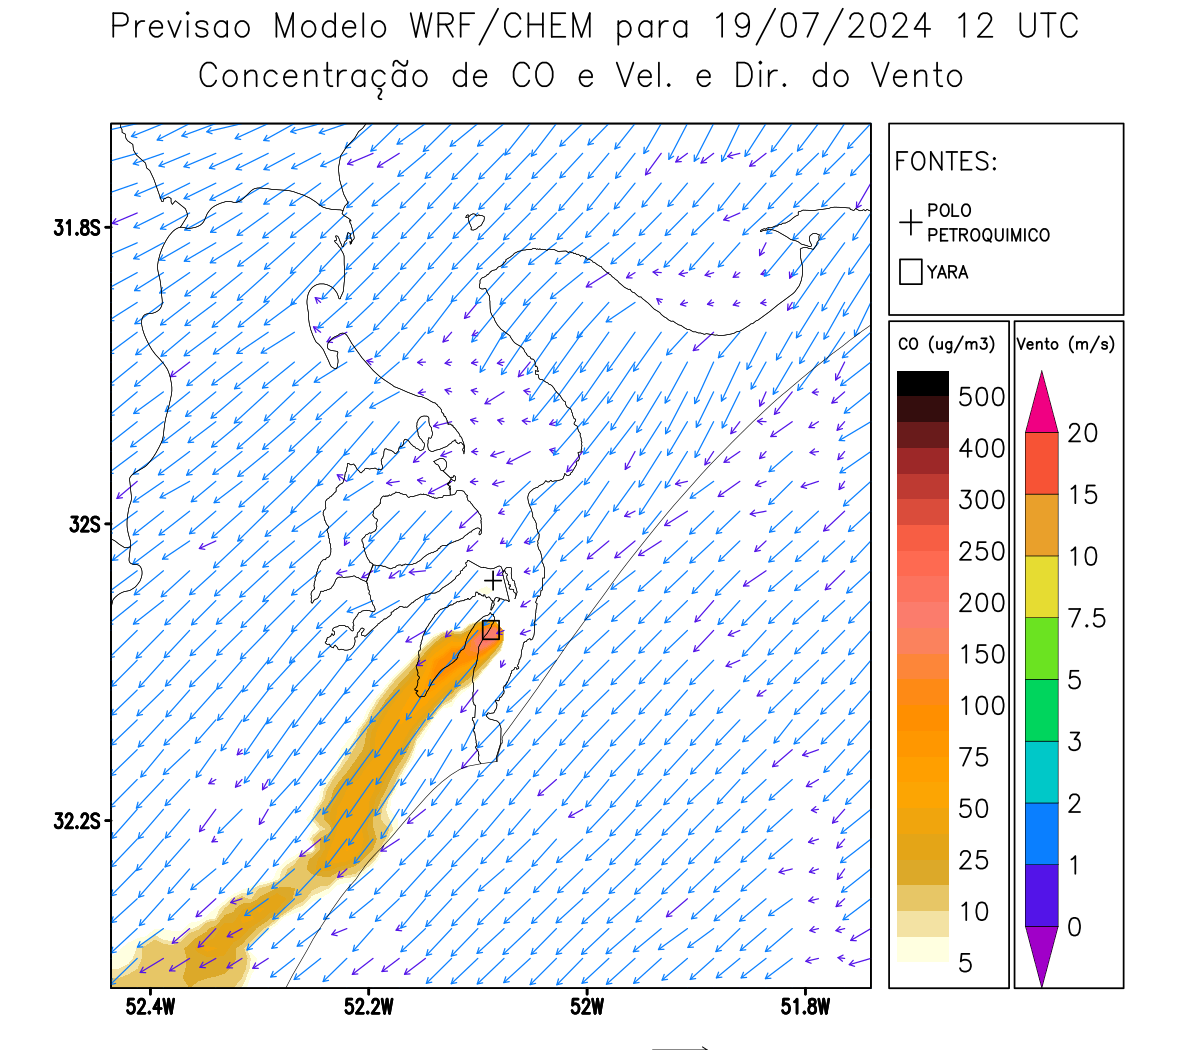 Previsao Modelo WRF/CHEM para 19/07/2024 12 UTC
Concentração de CO e Vel. e Dir. do Vento
FONTES:
POLO
PETROQUIMICO
YARA
CO (ug/m3)
500
400
300
250
200
150
100
75
50
25
10
5
Vento (m/s)
20
15
10
7.5
5
3
2
1
0
31.8S
32S
32.2S
52.4W
52.2W
52W
51.8W